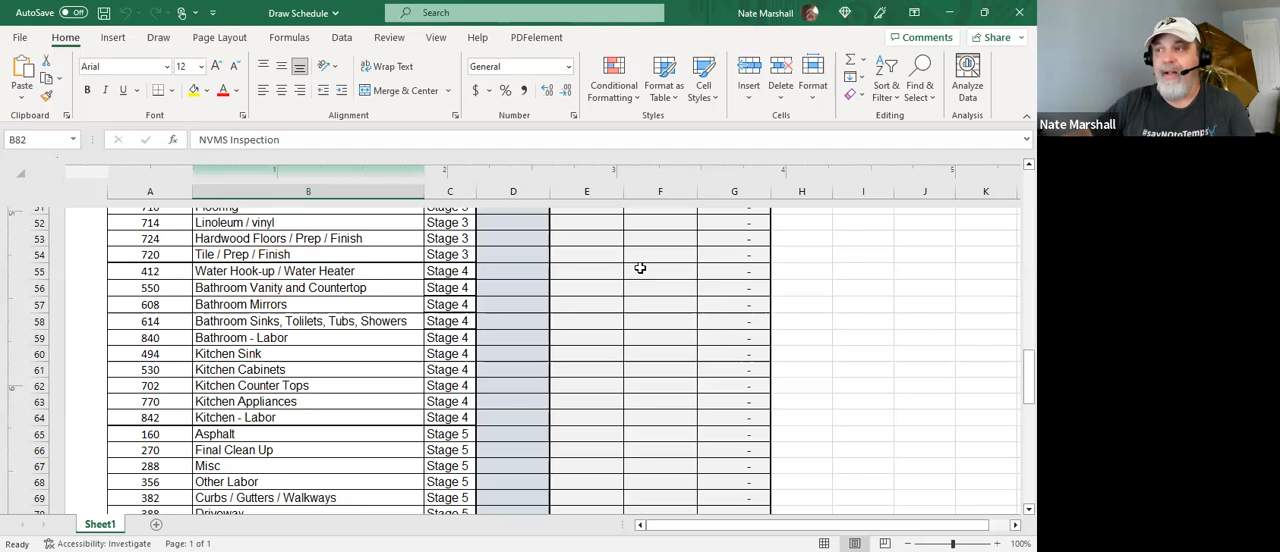 AutoSave Off Draw Schedule Search Nate Marshall
File Home Insert Draw Page Layout Formulas Data Review View Help PDFelement Comments Share
Paste Arial 12 A A Wrap Text General Conditional Formatting Format as Table Cell Styles Insert Delete Format Sort & Filter Find & Select Analyze Data
B I U A Merge & Center $ % ,
Clipboard Font Alignment Number Styles Cells Editing Analysis
B82 fx NVMS Inspection
1 2 3 4 5
A B C D E F G H I J K
52 714 Linoleum / vinyl Stage 3 -
53 724 Hardwood Floors / Prep / Finish Stage 3 -
54 720 Tile / Prep / Finish Stage 3 -
55 412 Water Hook-up / Water Heater Stage 4 -
56 550 Bathroom Vanity and Countertop Stage 4 -
57 608 Bathroom Mirrors Stage 4 -
58 614 Bathroom Sinks, Tolilets, Tubs, Showers Stage 4 -
59 840 Bathroom - Labor Stage 4 -
60 494 Kitchen Sink Stage 4 -
61 530 Kitchen Cabinets Stage 4 -
62 702 Kitchen Counter Tops Stage 4 -
63 770 Kitchen Appliances Stage 4 -
64 842 Kitchen - Labor Stage 4 -
65 160 Asphalt Stage 5 -
66 270 Final Clean Up Stage 5 -
67 288 Misc Stage 5 -
68 356 Other Labor Stage 5 -
69 382 Curbs / Gutters / Walkways Stage 5 -
Sheet1
Ready Accessibility: Investigate Page: 1 of 1 100%
Nate Marshall
#sayNOtoTemps